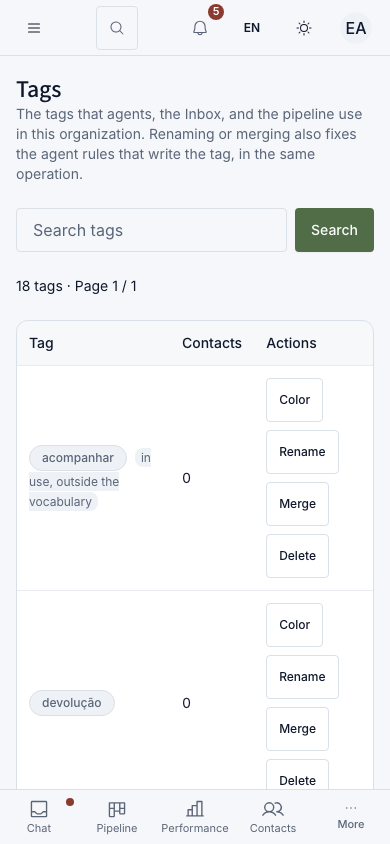 5
EN
EA
Tags
The tags that agents, the Inbox, and the pipeline use
in this organization. Renaming or merging also fixes
the agent rules that write the tag, in the same
operation.
Search tags
Search
18 tags · Page 1 / 1
Tag
Contacts
Actions
acompanhar
in
use, outside the
vocabulary
0
Color
Rename
Merge
Delete
devolução
0
Color
Rename
Merge
Delete
Chat
Pipeline
Performance
Contacts
More